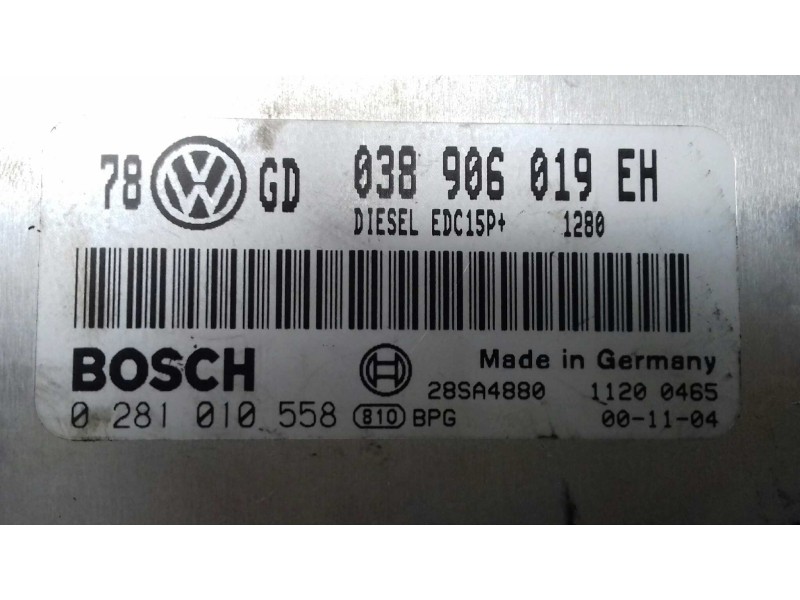 78 VW GD 038 906 019 EH
DIESEL EDC15P+ 1280
BOSCH Made in Germany
28SA4880 1120 0465
0 281 010 558 810 BPG 00-11-04